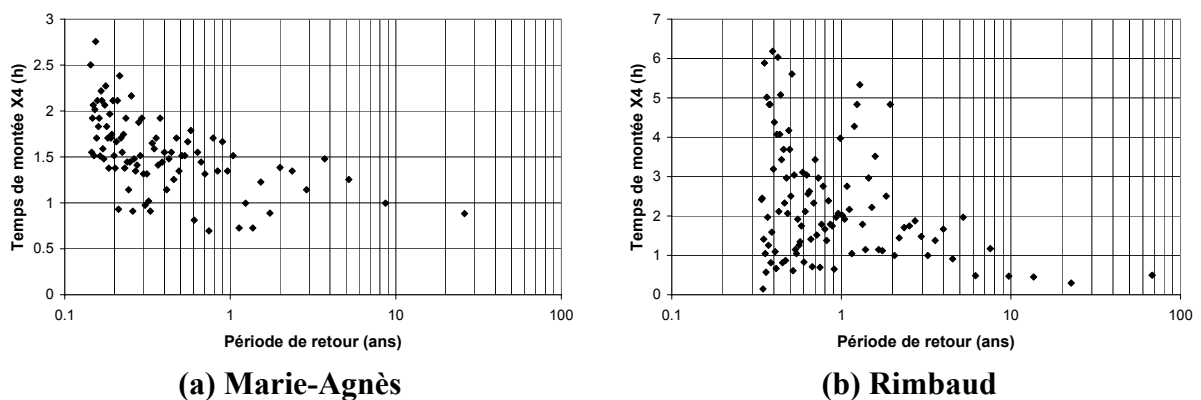 3
2.5
2
1.5
1
0.5
0
Temps de montée X4 (h)
0.1 1 10 100
Période de retour (ans)
(a) Marie-Agnès
7
6
5
4
3
2
1
0
Temps de montée X4 (h)
0.1 1 10 100
Période de retour (ans)
(b) Rimbaud